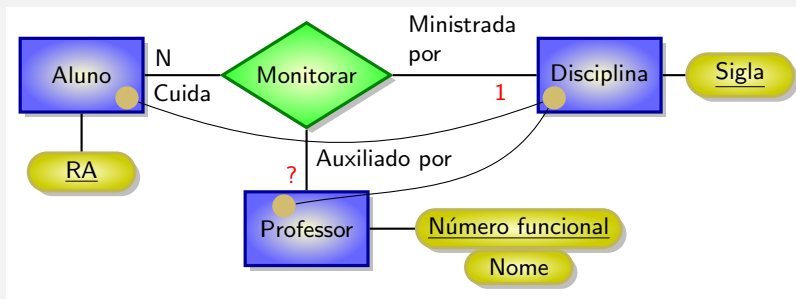 Ministrada
por
N
Aluno
Monitorar
Disciplina
Sigla
Cuida
1
Auxiliado por
RA
?
Professor
Número funcional
Nome